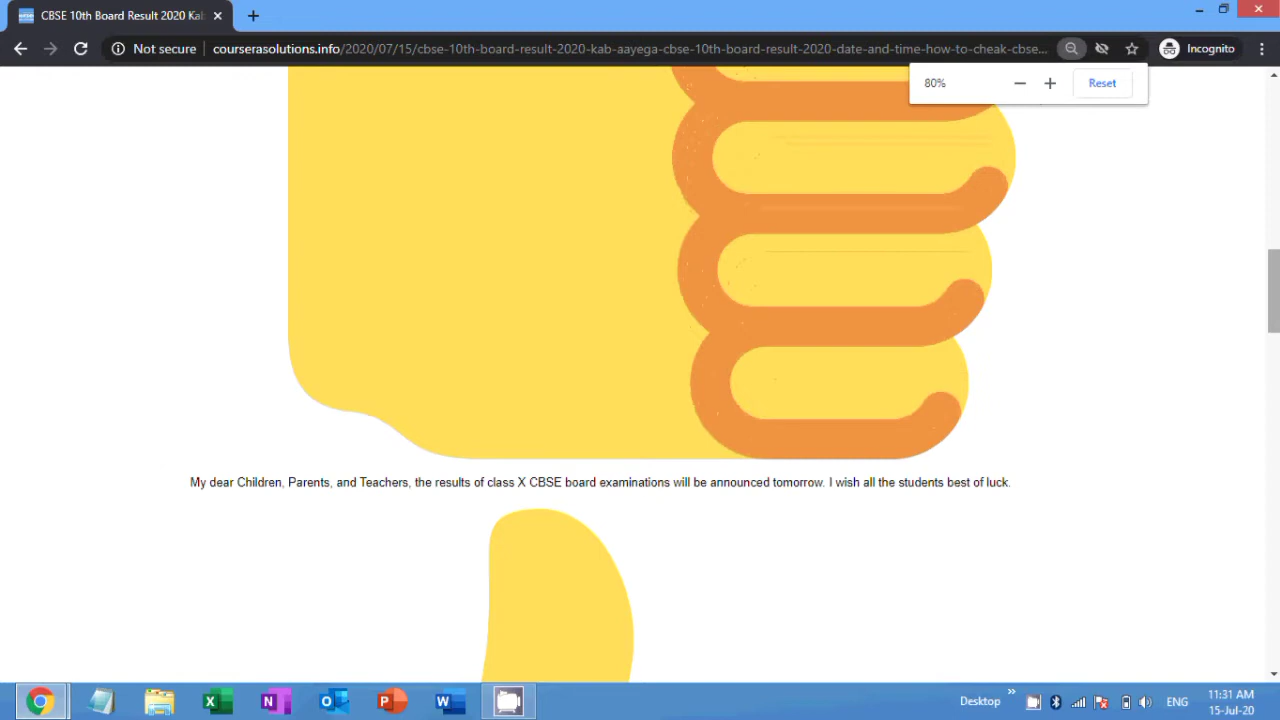 CBSE 10th Board Result 2020 Kab
Not secure
courserasolutions.info/2020/07/15/cbse-10th-board-result-2020-kab-aayega-cbse-10th-board-result-2020-date-and-time-how-to-cheak-cbse...
Incognito
80%
Reset
My dear Children, Parents, and Teachers, the results of class X CBSE board examinations will be announced tomorrow. I wish all the students best of luck.
Desktop
ENG
11:31 AM
15-Jul-20